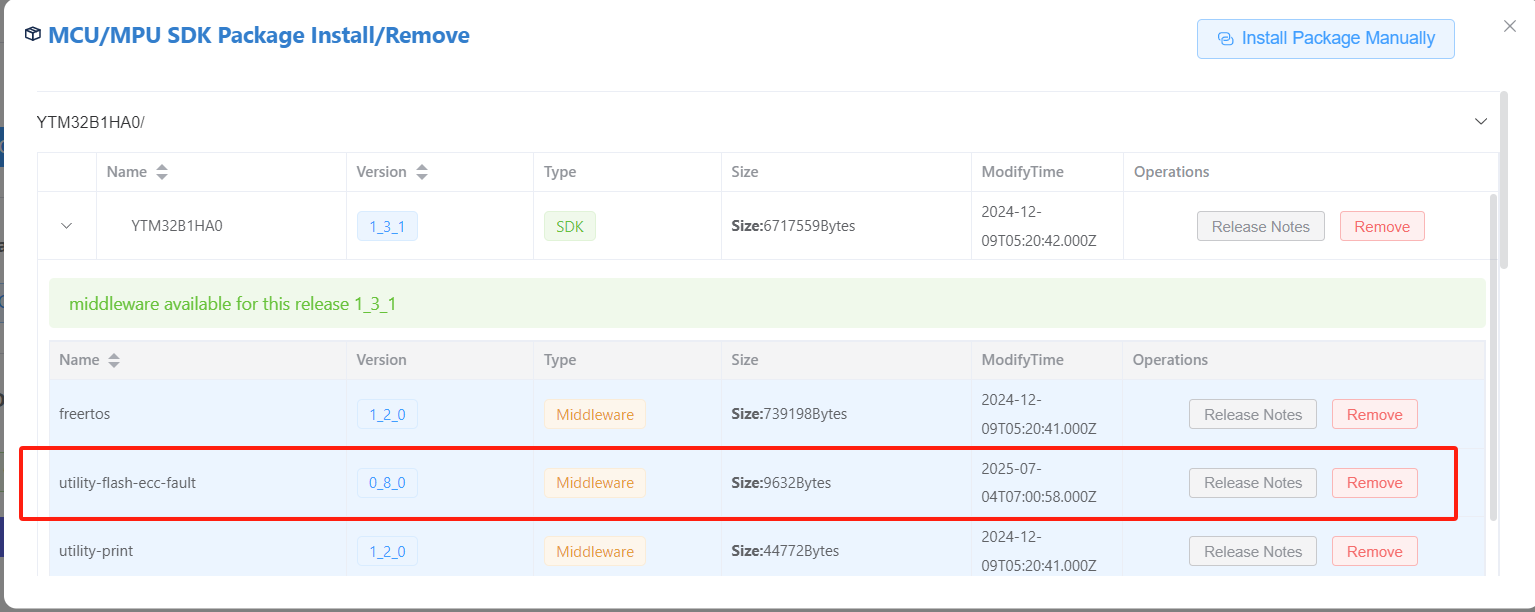 MCU/MPU SDK Package Install/Remove
Install Package Manually
YTM32B1HA0/
Name Version Type Size ModifyTime Operations
YTM32B1HA0 1_3_1 SDK Size:6717559Bytes 2024-12-
09T05:20:42.000Z Release Notes Remove
middleware available for this release 1_3_1
Name Version Type Size ModifyTime Operations
freertos 1_2_0 Middleware Size:739198Bytes 2024-12-
09T05:20:41.000Z Release Notes Remove
utility-flash-ecc-fault 0_8_0 Middleware Size:9632Bytes 2025-07-
04T07:00:58.000Z Release Notes Remove
utility-print 1_2_0 Middleware Size:44772Bytes 2024-12-
09T05:20:41.000Z Release Notes Remove